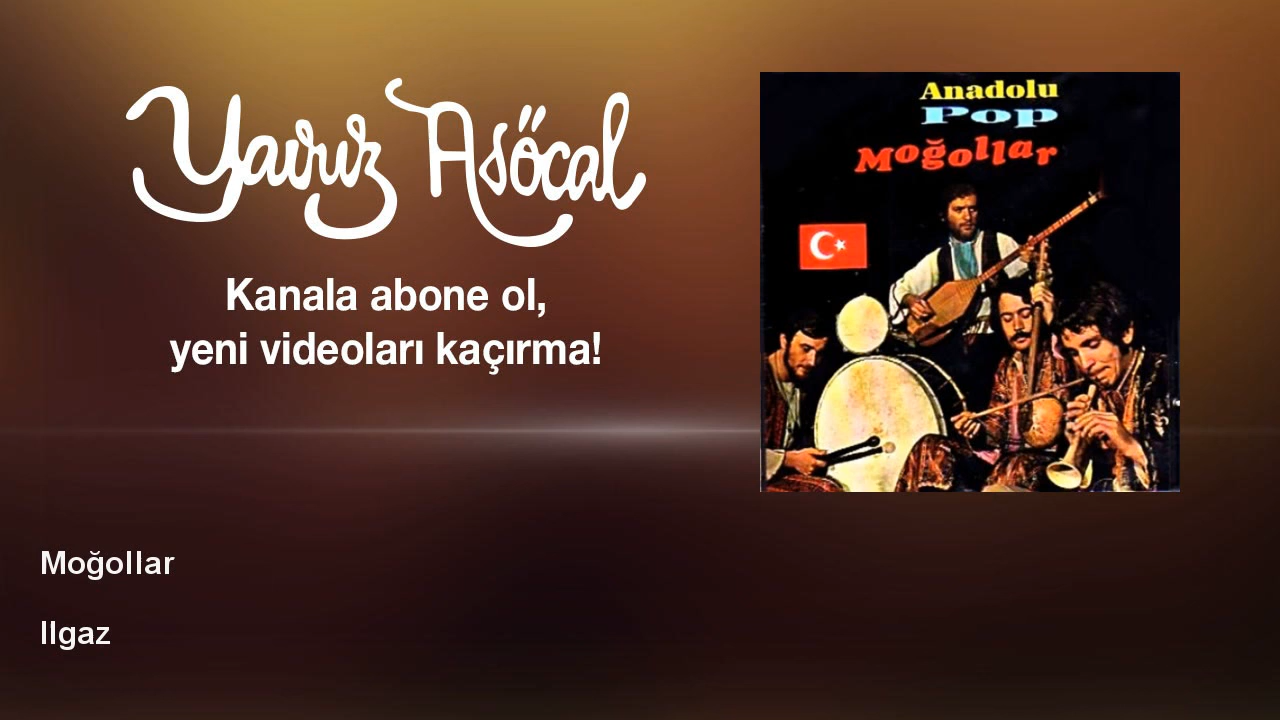 Yavuz Asöcal
Kanala abone ol,
yeni videoları kaçırma!
Anadolu
Pop
Moğollar
Moğollar
Ilgaz